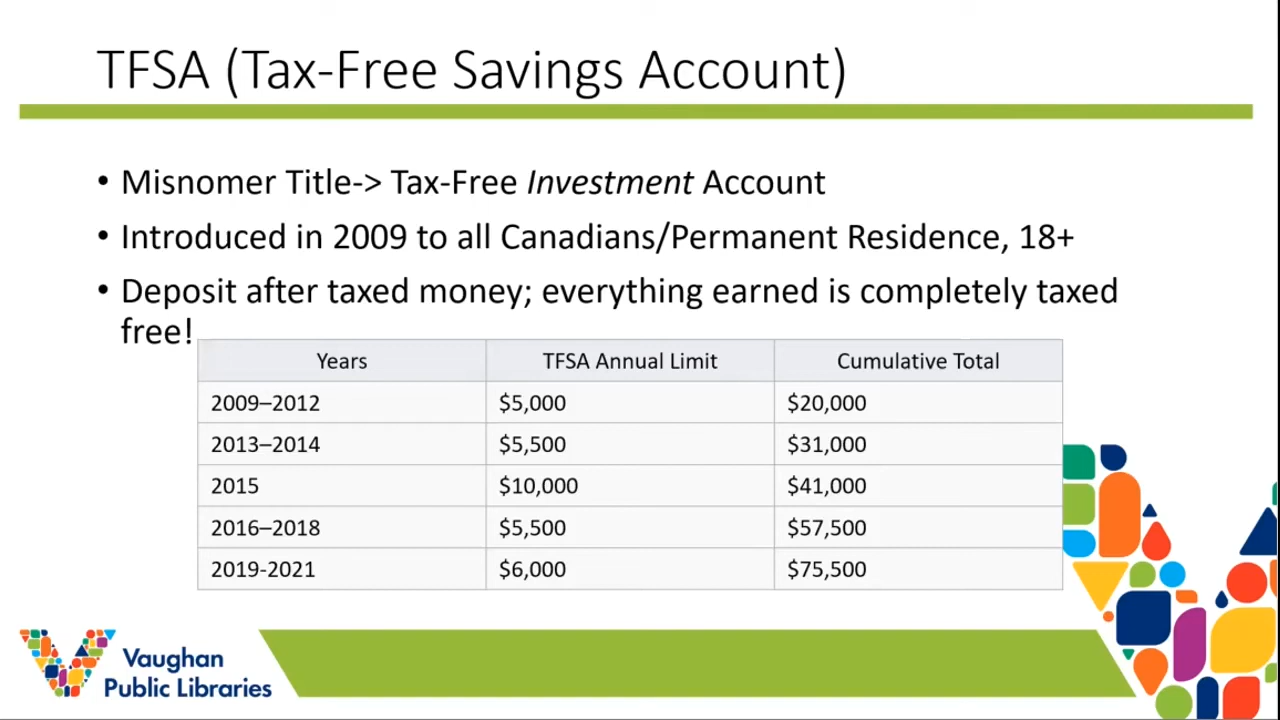 TFSA (Tax-Free Savings Account)
• Misnomer Title-> Tax-Free Investment Account
• Introduced in 2009 to all Canadians/Permanent Residence, 18+
• Deposit after taxed money; everything earned is completely taxed
free!
Years TFSA Annual Limit Cumulative Total
2009–2012 $5,000 $20,000
2013–2014 $5,500 $31,000
2015 $10,000 $41,000
2016–2018 $5,500 $57,500
2019-2021 $6,000 $75,500
Vaughan
Public Libraries